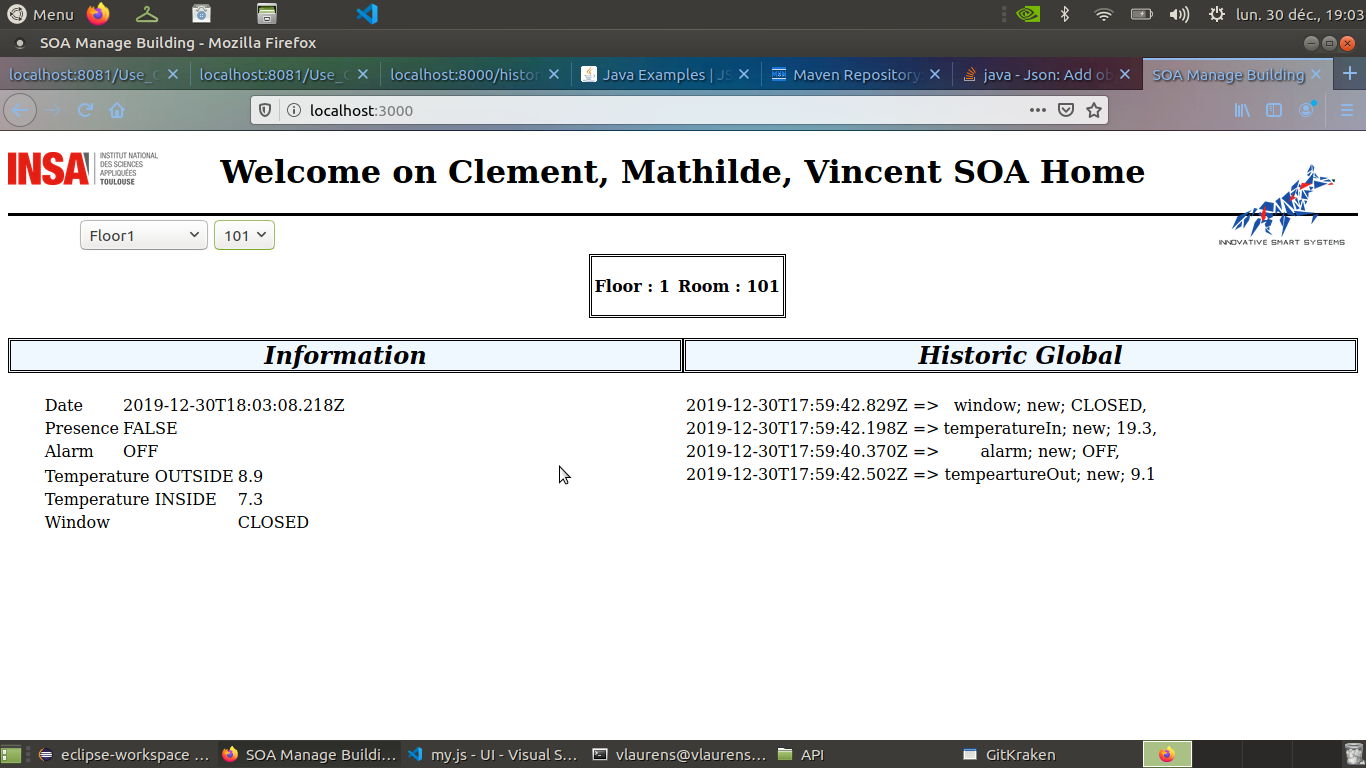 Menu
lun. 30 déc., 19:03
SOA Manage Building - Mozilla Firefox
localhost:8081/Use_
localhost:8081/Use_
localhost:8000/histor
Java Examples | JS
Maven Repository
java - Json: Add ob
SOA Manage Building
localhost:3000
INSA INSTITUT NATIONAL
DES SCIENCES
APPLIQUÉES
TOULOUSE
Welcome on Clement, Mathilde, Vincent SOA Home
INNOVATIVE SMART SYSTEMS
Floor1 101
Floor : 1 Room : 101
Information
Date 2019-12-30T18:03:08.218Z
Presence FALSE
Alarm OFF
Temperature OUTSIDE 8.9
Temperature INSIDE 7.3
Window CLOSED
Historic Global
2019-12-30T17:59:42.829Z => window; new; CLOSED,
2019-12-30T17:59:42.198Z => temperatureIn; new; 19.3,
2019-12-30T17:59:40.370Z => alarm; new; OFF,
2019-12-30T17:59:42.502Z => tempeartureOut; new; 9.1
eclipse-workspace ...
SOA Manage Buildi...
my.js - UI - Visual S...
vlaurens@vlaurens...
API
GitKraken